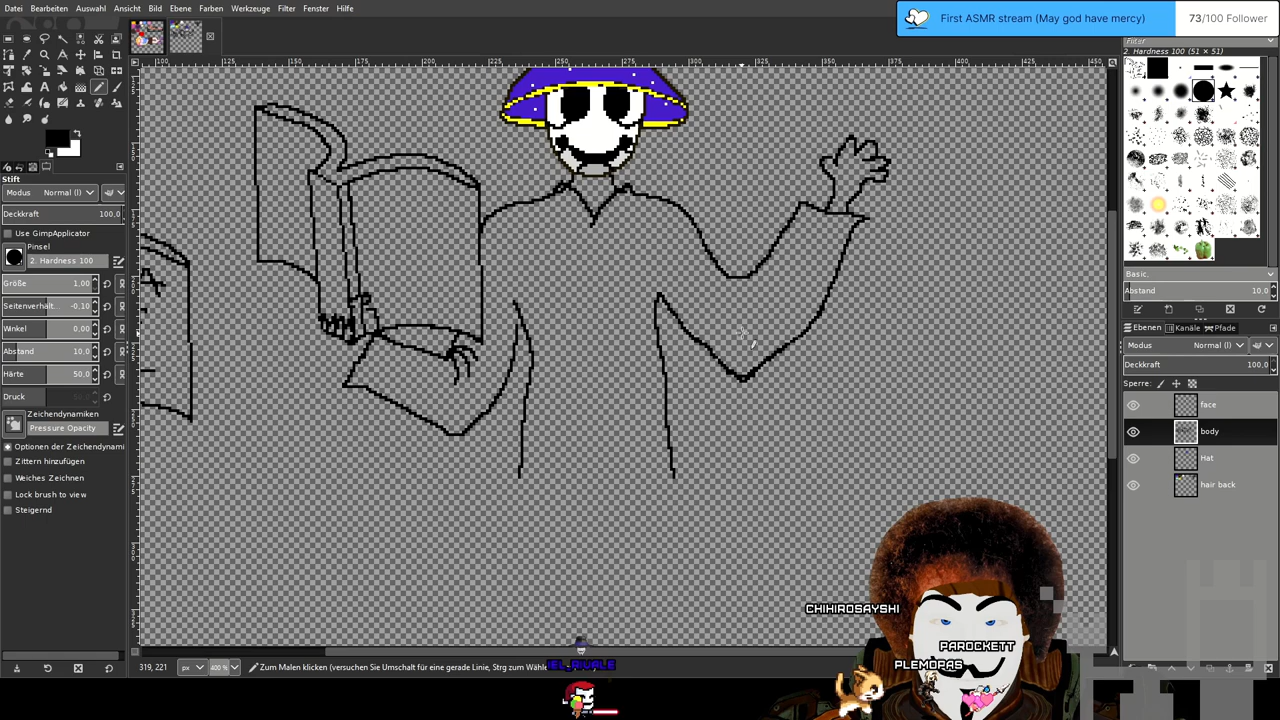 Datei Bearbeiten Auswahl Ansicht Bild Ebene Farben Werkzeuge Filter Fenster Hilfe
First ASMR stream (May god have mercy) 73/100 Follower
Filter
2. Hardness 100 (51 × 51)
Stift
Modus Normal (l)
Deckkraft 100,0
Use GimpApplicator
Pinsel
2. Hardness 100
Größe 1,00
Seitenverhält... -0,10
Winkel 0,00
Abstand 10,0
Härte 50,0
Druck
Zeichendynamiken
Pressure Opacity
Optionen der Zeichendynami
Zittern hinzufügen
Weiches Zeichnen
Lock brush to view
Steigernd
Basic,
Abstand 10,0
Ebenen Kanäle Pfade
Modus Normal (l)
Deckkraft 100,0
Sperre:
face
body
Hat
hair back
CHIHIROSAYSHI
PAROCKETT
PLEMOPAS
319, 221 px 400 % Zum Malen klicken (versuchen Sie Umschalt für eine gerade Linie, Strg zum Wähle